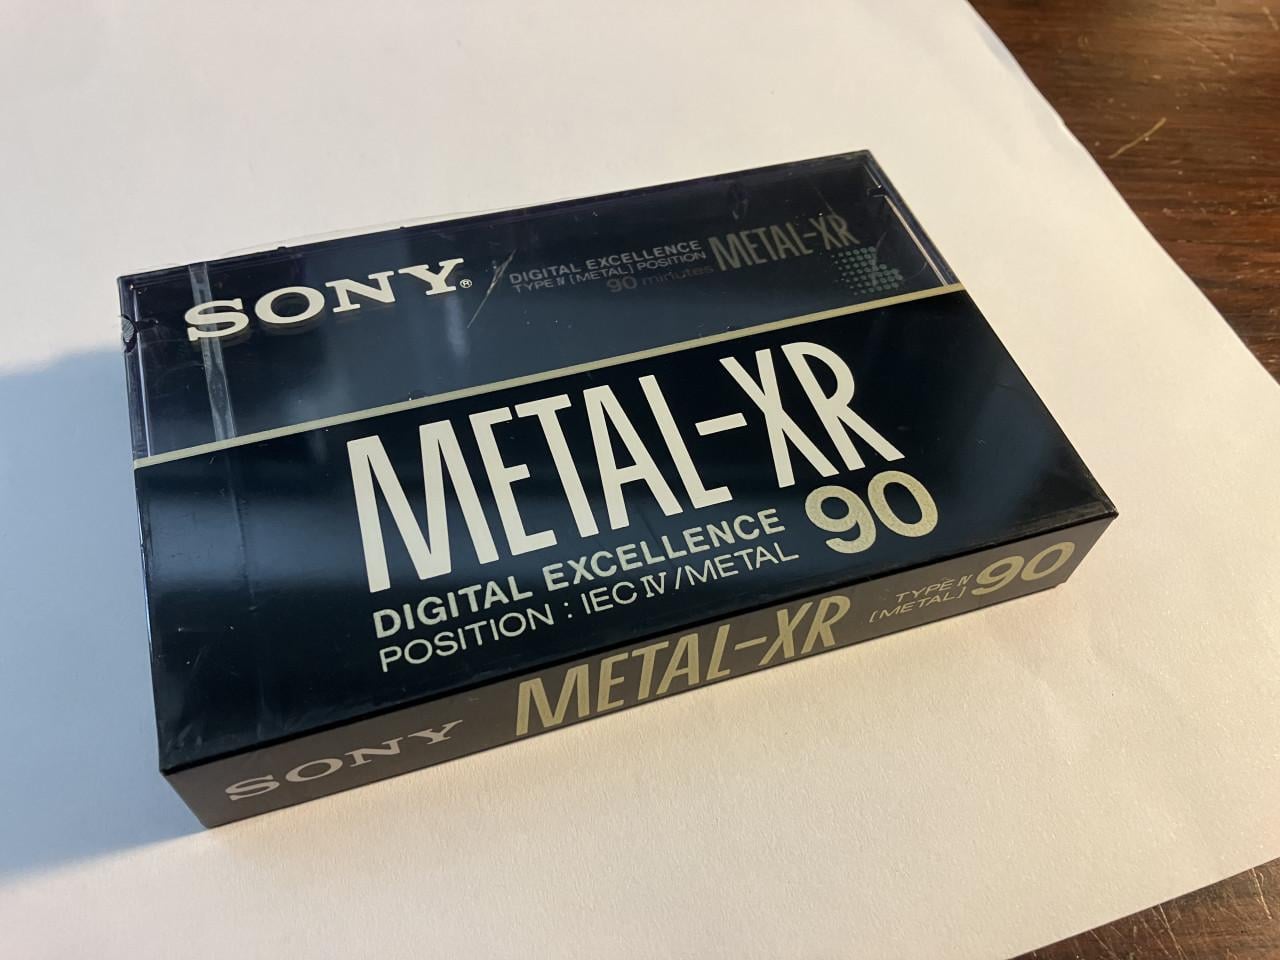 SONY®
DIGITAL EXCELLENCE
TYPE IV [METAL] POSITION
90 minutes
METAL-XR
METAL-XR
90
DIGITAL EXCELLENCE
POSITION : IEC IV/METAL
SONY
METAL-XR
TYPE IV
[METAL]
90